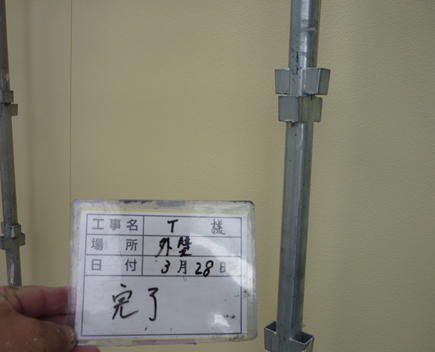 工事名 T 様
場所 外壁
日付 3月28日
完了